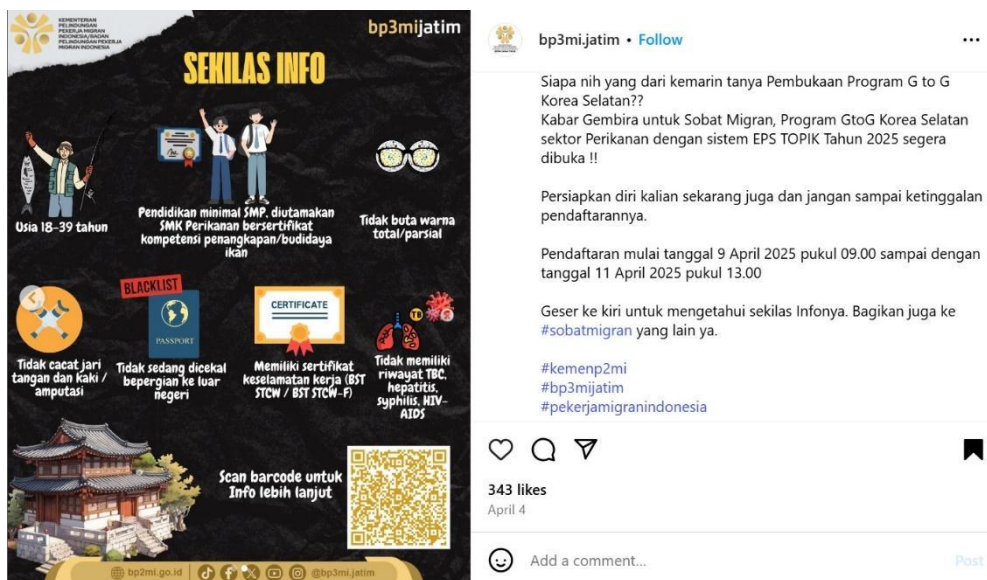 KEMENTERIAN
PELINDUNGAN
PEKERJA MIGRAN
INDONESIA/BADAN
PELINDUNGAN PEKERJA
MIGRAN INDONESIA
bp3mijatim
SEKILAS INFO
Usia 18-39 tahun
Pendidikan minimal SMP, diutamakan
SMK Perikanan bersertifikat
kompetensi penangkapan/budidaya
ikan
Tidak buta warna
total/parsial
Tidak cacat jari
tangan dan kaki /
amputasi
BLACKLIST
PASSPORT
Tidak sedang dicekal
bepergian ke luar
negeri
CERTIFICATE
Memiliki sertifikat
keselamatan kerja (BST
STCW / BST STCW-F)
TB
Tidak memiliki
riwayat TBC,
hepatitis,
syphilis, HIV-
AIDS
Scan barcode untuk
Info lebih lanjut
bp2mi.go.id
@bp3mi.jatim
bp3mi.jatim • Follow
Siapa nih yang dari kemarin tanya Pembukaan Program G to G
Korea Selatan??
Kabar Gembira untuk Sobat Migran, Program GtoG Korea Selatan
sektor Perikanan dengan sistem EPS TOPIK Tahun 2025 segera
dibuka !!
Persiapkan diri kalian sekarang juga dan jangan sampai ketinggalan
pendaftarannya.
Pendaftaran mulai tanggal 9 April 2025 pukul 09.00 sampai dengan
tanggal 11 April 2025 pukul 13.00
Geser ke kiri untuk mengetahui sekilas Infonya. Bagikan juga ke
#sobatmigran yang lain ya.
#kemenp2mi
#bp3mijatim
#pekerjamigranindonesia
343 likes
April 4
Add a comment...
Post